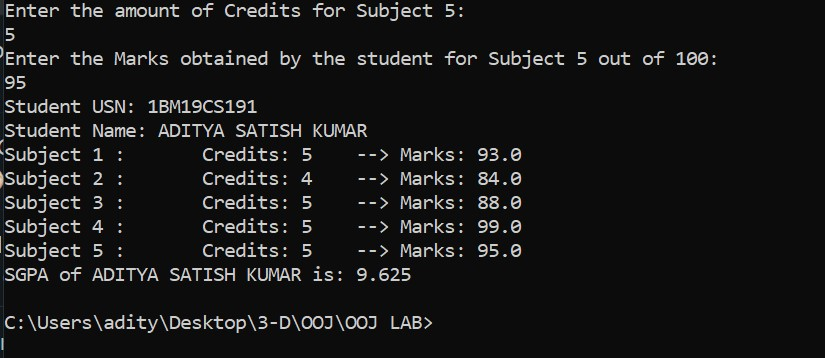 Enter the amount of Credits for Subject 5:
5
Enter the Marks obtained by the student for Subject 5 out of 100:
95
Student USN: 1BM19CS191
Student Name: ADITYA SATISH KUMAR
Subject 1 :       Credits: 5    --> Marks: 93.0
Subject 2 :       Credits: 4    --> Marks: 84.0
Subject 3 :       Credits: 5    --> Marks: 88.0
Subject 4 :       Credits: 5    --> Marks: 99.0
Subject 5 :       Credits: 5    --> Marks: 95.0
SGPA of ADITYA SATISH KUMAR is: 9.625
C:\Users\adity\Desktop\3-D\OOJ\OOJ LAB>